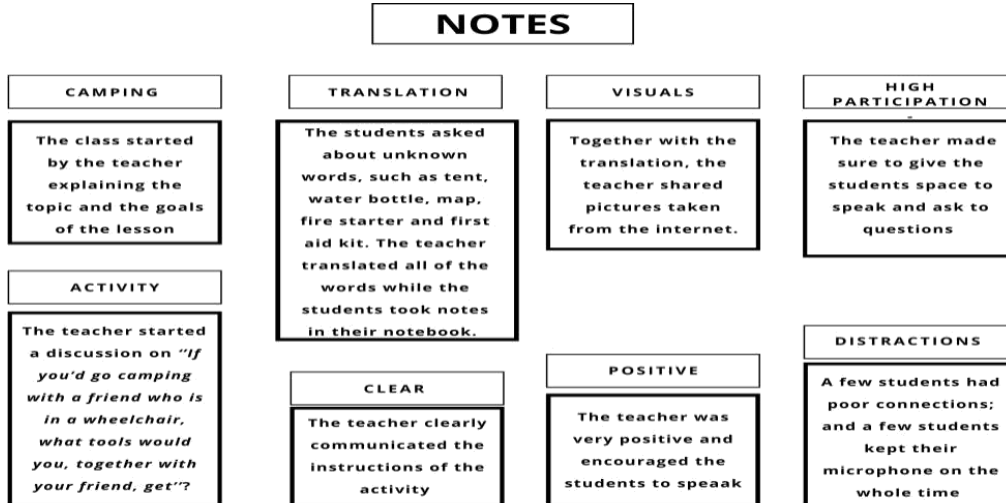 NOTES
CAMPING
The class started
by the teacher
explaining the
topic and the goals
of the lesson
TRANSLATION
The students asked
about unknown
words, such as tent,
water bottle, map,
fire starter and first
aid kit. The teacher
translated all of the
words while the
students took notes
in their notebook.
VISUALS
Together with the
translation, the
teacher shared
pictures taken
from the internet.
HIGH
PARTICIPATION
The teacher made
sure to give the
students space to
speak and ask to
questions
ACTIVITY
The teacher started
a discussion on ‘‘If
you’d go camping
with a friend who is
in a wheelchair,
what tools would
you, together with
your friend, get’’?
CLEAR
The teacher clearly
communicated the
instructions of the
activity
POSITIVE
The teacher was
very positive and
encouraged the
students to speaak
DISTRACTIONS
A few students had
poor connections;
and a few students
kept their
microphone on the
whole time